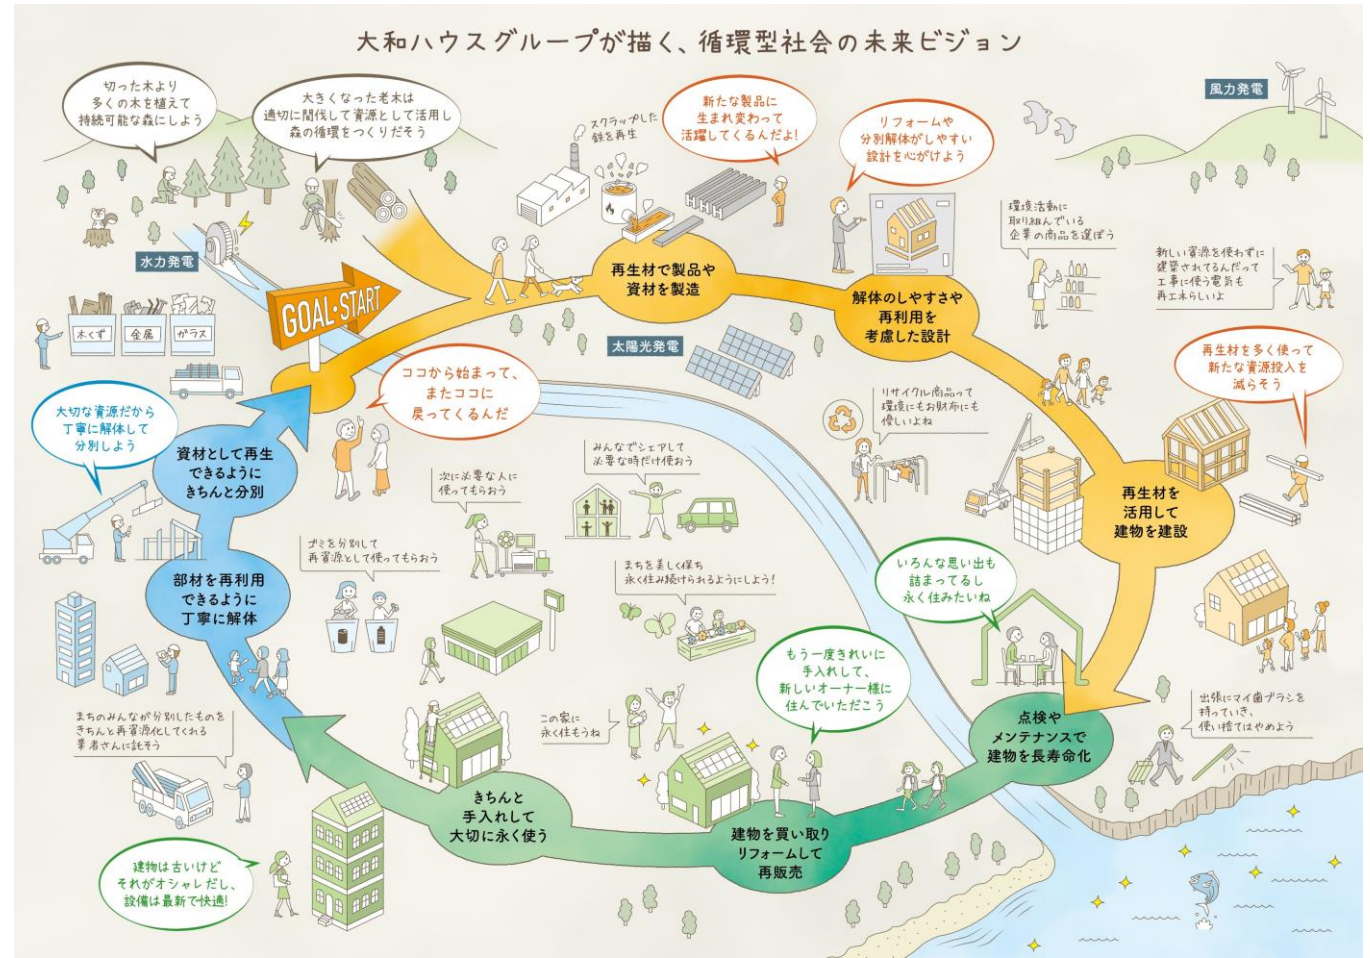 大和ハウスグループが描く、循環型社会の未来ビジョン
切った木より
多くの木を植えて
持続可能な森にしよう
大きくなった老木は
適切に間伐して資源として活用し
森の循環をつくりだそう
スクラップした
鉄を再生
新たな製品に
生まれ変わって
活躍してくるんだよ!
リフォームや
分別解体がしやすい
設計を心がけよう
風力発電
水力発電
GOAL・START
再生材で製品や
資材を製造
解体のしやすさや
再利用を
考慮した設計
環境活動に
取り組んでいる
企業の商品を選ぼう
新しい資源を使わずに
建築されてるんだって
工事に使う電気も
再エネらしいよ
木くず
金属
ガラス
太陽光発電
ココから始まって、
またココに
戻ってくるんだ
再生材を多く使って
新たな資源投入を
減らそう
大切な資源だから
丁寧に解体して
分別しよう
資材として再生
できるように
きちんと分別
リサイクル商品って
環境にもお財布にも
優しいよね
みんなでシェアして
必要な時だけ使おう
次に必要な人に
使ってもらおう
再生材を
活用して
建物を建設
ゴミを分別して
再資源として使ってもらおう
まちを美しく保ち
永く住み続けられるようにしよう!
いろんな思い出も
詰まってるし
永く住みたいね
部材を再利用
できるように
丁寧に解体
もう一度きれいに
手入れして、
新しいオーナー様に
住んでいただこう
まちのみんなが分別したものを
きちんと再資源化してくれる
業者さんに託そう
この家に
永く住もうね
点検や
メンテナンスで
建物を長寿命化
出張にマイ歯ブラシを
持っていき、
使い捨てはやめよう
きちんと
手入れして
大切に永く使う
建物を買い取り
リフォームして
再販売
建物は古いけど
それがオシャレだし、
設備は最新で快適!